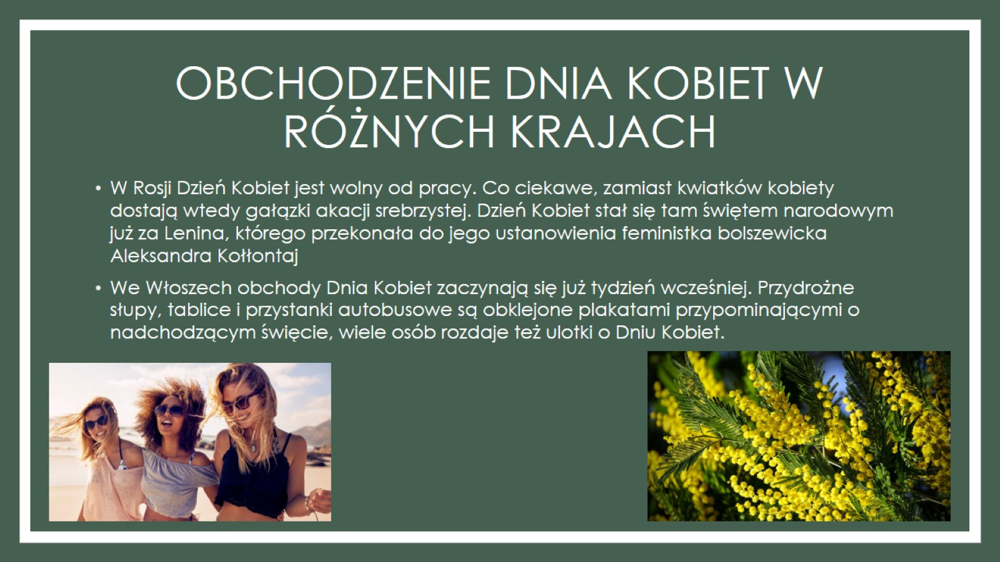 OBCHODZENIE DNIA KOBIET W
RÓŻNYCH KRAJACH
• W Rosji Dzień Kobiet jest wolny od pracy. Co ciekawe, zamiast kwiatków kobiety
dostają wtedy gałązki akacji srebrzystej. Dzień Kobiet stał się tam świętem narodowym
już za Lenina, którego przekonała do jego ustanowienia feministka bolszewicka
Aleksandra Kołłontaj
• We Włoszech obchody Dnia Kobiet zaczynają się już tydzień wcześniej. Przydrożne
słupy, tablice i przystanki autobusowe są obklejone plakatami przypominającymi o
nadchodzącym święcie, wiele osób rozdaje też ulotki o Dniu Kobiet.